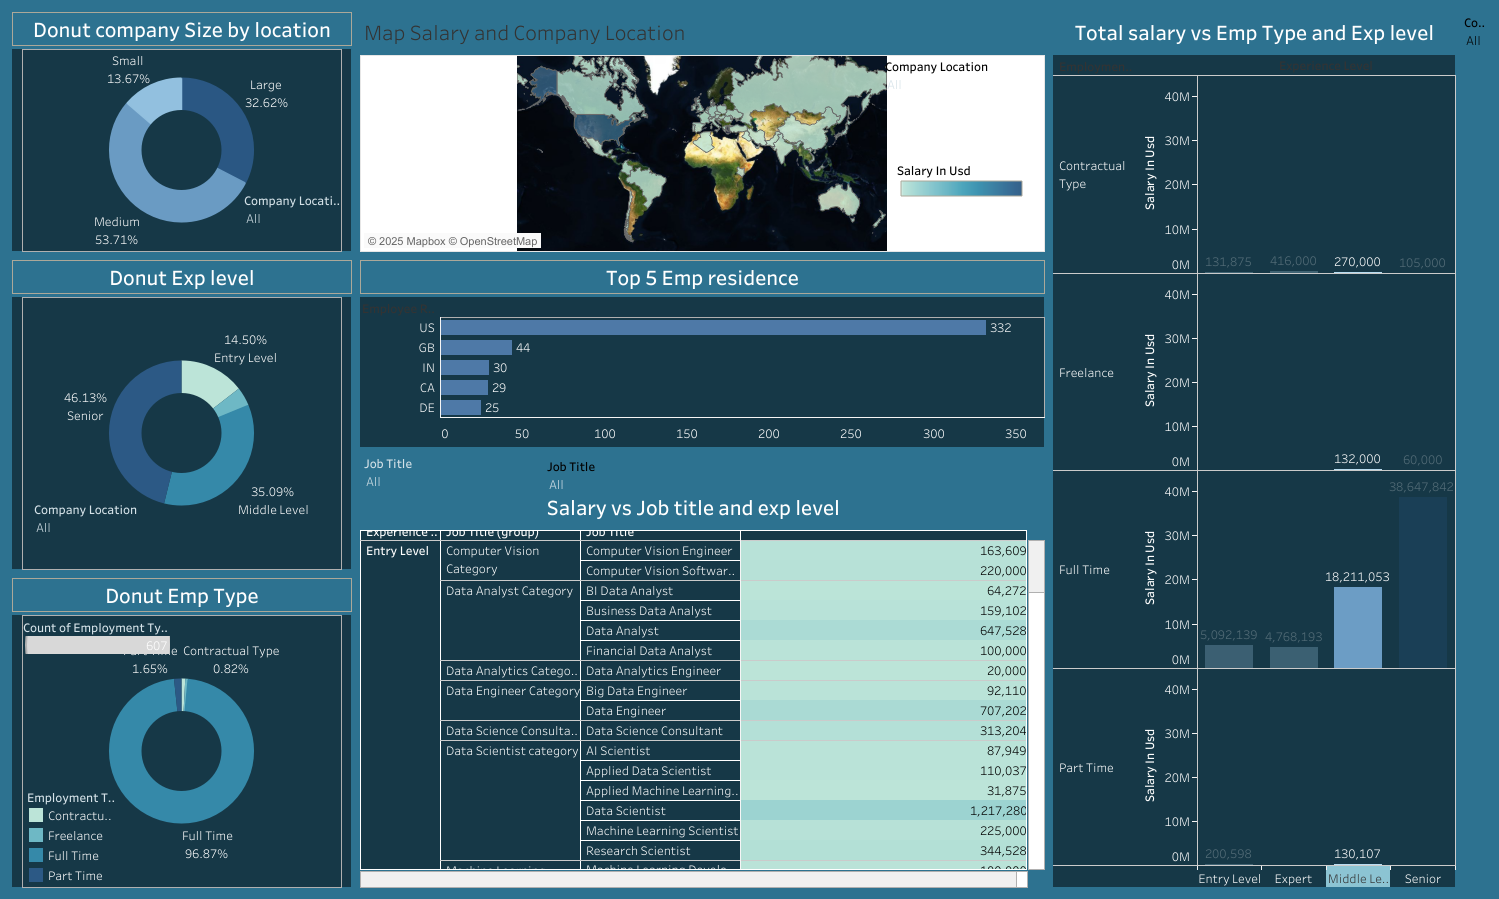 Donut company Size by location
Small
13.67%
Large
32.62%
Medium
53.71%
Company Locati..
All
Donut Exp level
14.50%
Entry Level
46.13%
Senior
35.09%
Middle Level
Company Location
All
Donut Emp Type
Count of Employment Ty..
607
Contractual Type
1.65%
0.82%
Full Time
96.87%
Employment T..
Contractu..
Freelance
Full Time
Part Time
Map Salary and Company Location
Company Location
All
Salary In Usd
© 2025 Mapbox © OpenStreetMap
Top 5 Emp residence
US
332
GB
44
IN
30
CA
29
DE
25
0 50 100 150 200 250 300 350
Job Title
All
Job Title
All
Salary vs Job title and exp level
Experience .. Job Title (group) Job Title
Entry Level Computer Vision Category Computer Vision Engineer 163,609
Computer Vision Softwar.. 220,000
Data Analyst Category BI Data Analyst 64,272
Business Data Analyst 159,102
Data Analyst 647,528
Financial Data Analyst 100,000
Data Analytics Catego.. Data Analytics Engineer 20,000
Data Engineer Category Big Data Engineer 92,110
Data Engineer 707,202
Data Science Consulta.. Data Science Consultant 313,204
Data Scientist category AI Scientist 87,949
Applied Data Scientist 110,037
Applied Machine Learning.. 31,875
Data Scientist 1,217,280
Machine Learning Scientist 225,000
Research Scientist 344,528
Total salary vs Emp Type and Exp level
Co..
All
Contractual Type
Salary In Usd
40M
30M
20M
10M
0M
131,875 416,000 270,000 105,000
Freelance
Salary In Usd
40M
30M
20M
10M
0M
132,000 60,000
Full Time
Salary In Usd
40M
30M
20M
10M
0M
5,092,139 4,768,193 18,211,053 38,647,842
Part Time
Salary In Usd
40M
30M
20M
10M
0M
200,598 130,107
Entry Level Expert Middle Le.. Senior